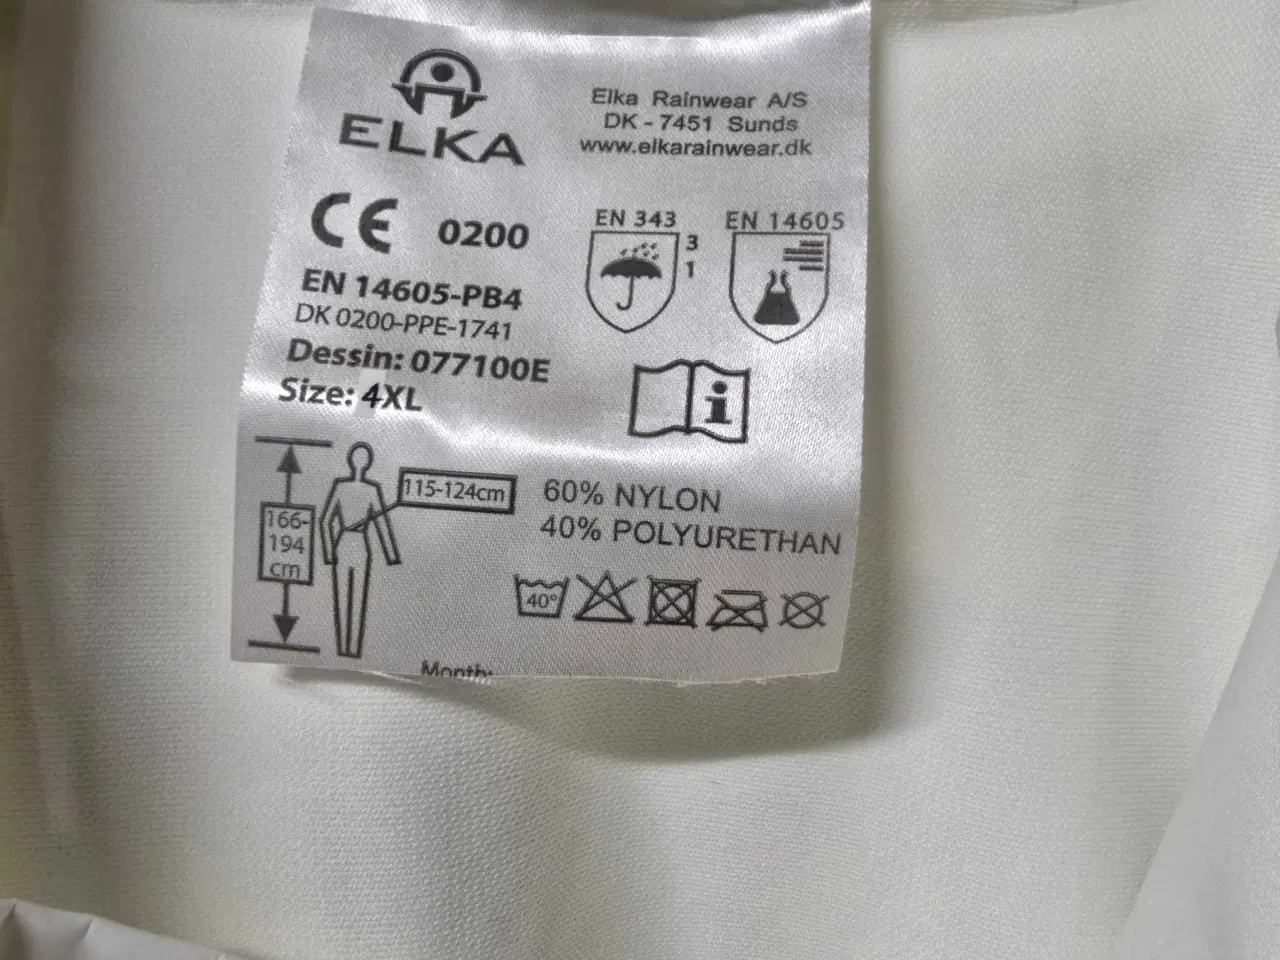 ELKA
Elka Rainwear A/S
DK - 7451 Sunds
www.elkarainwear.dk
CE 0200
EN 14605-PB4
DK 0200-PPE-1741
Dessin: 077100E
Size: 4XL
EN 343
3
1
EN 14605
i
115-124cm
166-
194
cm
60% NYLON
40% POLYURETHAN
40°
Month: